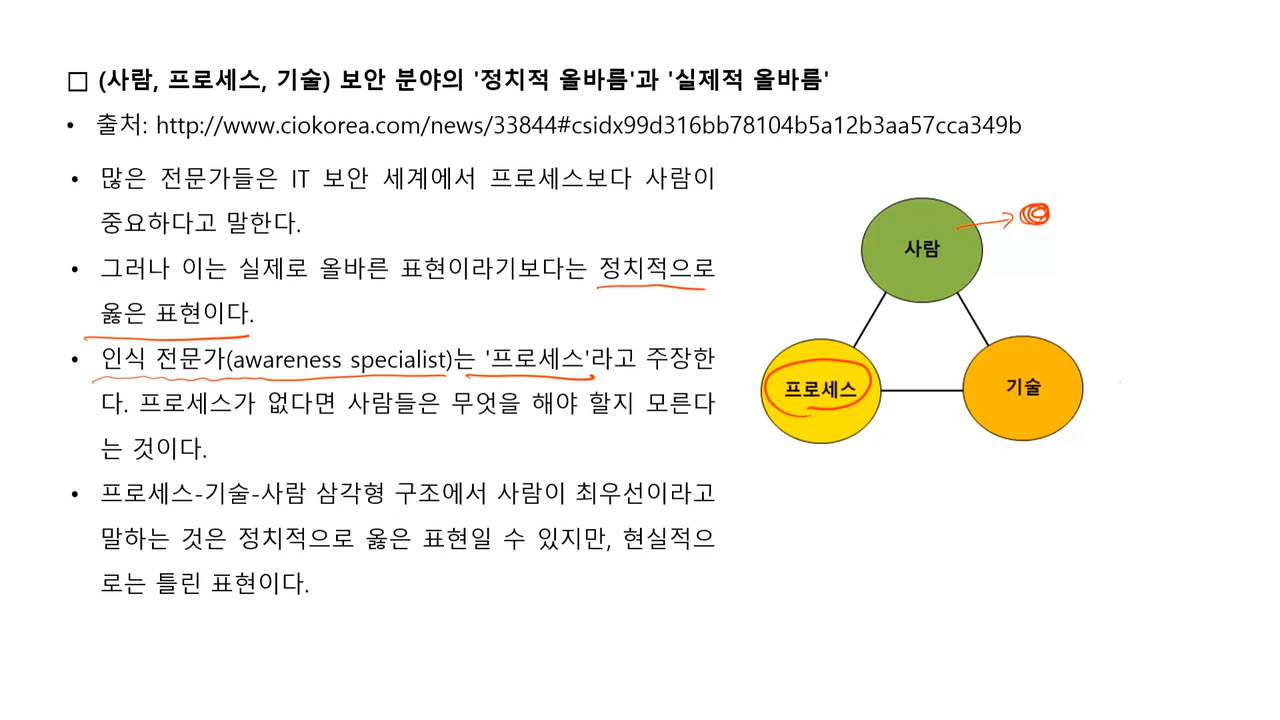 □ (사람, 프로세스, 기술) 보안 분야의 '정치적 올바름'과 '실제적 올바름'
• 출처: http://www.ciokorea.com/news/33844#csidx99d316bb78104b5a12b3aa57cca349b
• 많은 전문가들은 IT 보안 세계에서 프로세스보다 사람이
중요하다고 말한다.
• 그러나 이는 실제로 올바른 표현이라기보다는 정치적으로
옳은 표현이다.
• 인식 전문가(awareness specialist)는 '프로세스'라고 주장한
다. 프로세스가 없다면 사람들은 무엇을 해야 할지 모른다
는 것이다.
• 프로세스-기술-사람 삼각형 구조에서 사람이 최우선이라고
말하는 것은 정치적으로 옳은 표현일 수 있지만, 현실적으
로는 틀린 표현이다.
사람
프로세스
기술